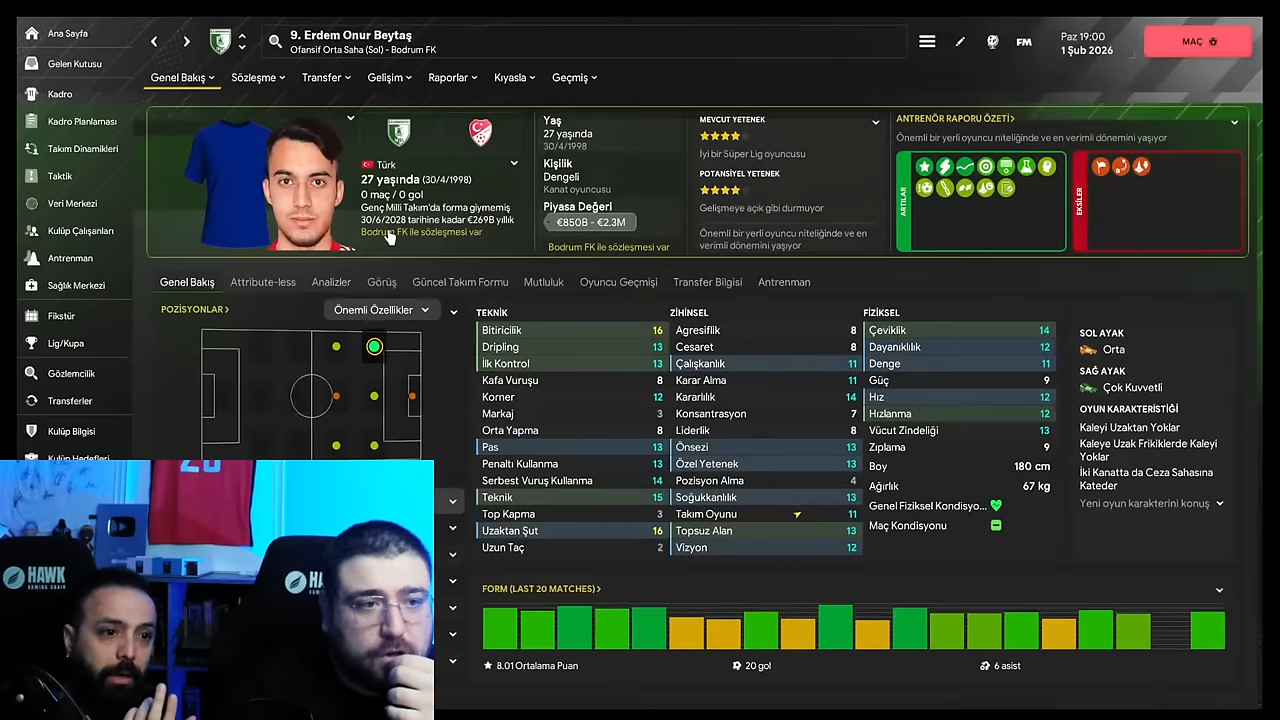 Ana Sayfa
Gelen Kutusu
Kadro
Kadro Planlaması
Takım Dinamikleri
Taktik
Veri Merkezi
Kulüp Çalışanları
Antrenman
Sağlık Merkezi
Fikstür
Lig/Kupa
Gözlemcilik
Transferler
Kulüp Bilgisi
Kulüp Hedefleri
9. Erdem Onur Beytaş
Ofansif Orta Saha (Sol) - Bodrum FK
FM
Paz 19:00
1 Şub 2026
MAÇ
Genel Bakış
Sözleşme
Transfer
Gelişim
Raporlar
Kıyasla
Geçmiş
Türk
27 yaşında (30/4/1998)
0 maç / 0 gol
Genç Milli Takım'da forma giymemiş
30/6/2028 tarihine kadar €269B yıllık
Bodrum FK ile sözleşmesi var
Yaş
27 yaşında
30/4/1998
Kişilik
Dengeli
Kanat oyuncusu
Piyasa Değeri
€850B - €2.3M
Bodrum FK ile sözleşmesi var
MEVCUT YETENEK
İyi bir Süper Lig oyuncusu
POTANSİYEL YETENEK
Gelişmeye açık gibi durmuyor
Önemli bir yerli oyuncu niteliğinde ve en
verimli dönemini yaşıyor
ANTRENÖR RAPORU ÖZETİ>
Önemli bir yerli oyuncu niteliğinde ve en verimli dönemini yaşıyor
ARTILAR
EKSİLER
Genel Bakış
Attribute-less
Analizler
Görüş
Güncel Takım Formu
Mutluluk
Oyuncu Geçmişi
Transfer Bilgisi
Antrenman
POZİSYONLAR>
Önemli Özellikler
TEKNİK
Bitiricilik 16
Dripling 13
İlk Kontrol 13
Kafa Vuruşu 8
Korner 12
Markaj 3
Orta Yapma 8
Pas 13
Penaltı Kullanma 13
Serbest Vuruş Kullanma 14
Teknik 15
Top Kapma 3
Uzaktan Şut 16
Uzun Taç 2
ZİHİNSEL
Agresiflik 8
Cesaret 8
Çalışkanlık 11
Karar Alma 11
Kararlılık 14
Konsantrasyon 7
Liderlik 8
Önsezi 13
Özel Yetenek 13
Pozisyon Alma 4
Soğukkanlılık 13
Takım Oyunu 11
Topsuz Alan 13
Vizyon 12
FİZİKSEL
Çeviklik 14
Dayanıklılık 12
Denge 11
Güç 9
Hız 12
Hızlanma 12
Vücut Zindeliği 13
Zıplama 9
Boy 180 cm
Ağırlık 67 kg
Genel Fiziksel Kondisyo...
Maç Kondisyonu
SOL AYAK
Orta
SAĞ AYAK
Çok Kuvvetli
OYUN KARAKTERİSTİĞİ
Kaleyi Uzaktan Yoklar
Kaleye Uzak Frikiklerde Kaleyi
Yoklar
İki Kanatta da Ceza Sahasına
Kateder
Yeni oyun karakterini konuş
FORM (LAST 20 MATCHES)>
8.01 Ortalama Puan
20 gol
6 asist
HAWK
GAMING CHAIR